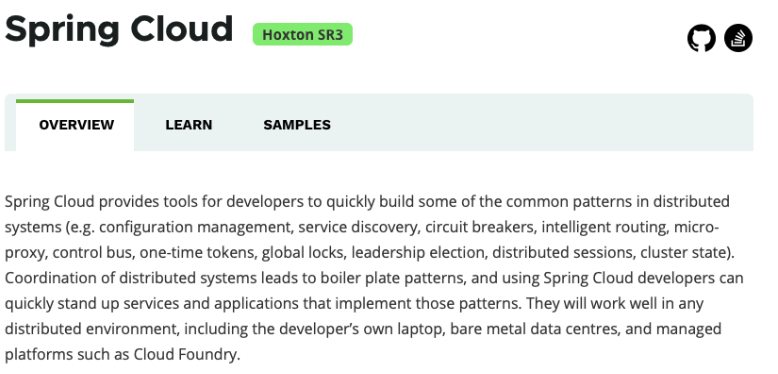 Spring Cloud Hoxton SR3
OVERVIEW LEARN SAMPLES
Spring Cloud provides tools for developers to quickly build some of the common patterns in distributed
systems (e.g. configuration management, service discovery, circuit breakers, intelligent routing, micro-
proxy, control bus, one-time tokens, global locks, leadership election, distributed sessions, cluster state).
Coordination of distributed systems leads to boiler plate patterns, and using Spring Cloud developers can
quickly stand up services and applications that implement those patterns. They will work well in any
distributed environment, including the developer’s own laptop, bare metal data centres, and managed
platforms such as Cloud Foundry.